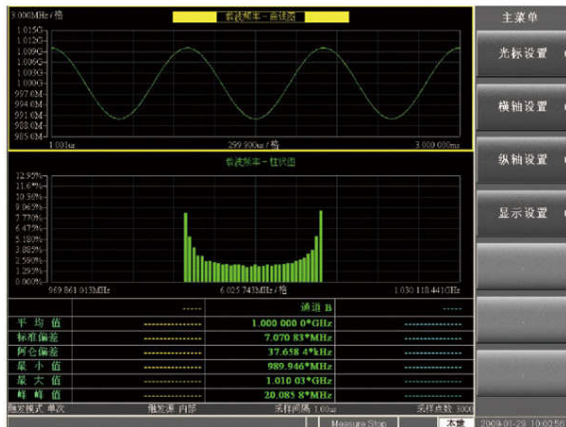 3.000MHz/格
载波频率-曲线图
1.015G
1.012G
1.009G
1.006G
1.003G
1.000G
997.0M
994.0M
991.0M
988.0M
985.0M
1.001us
299.900us/格
3.000 000ms
载波频率-柱状图
12.95%
11.6*%
10.36%
9.065%
7.770%
6.475%
5.180%
3.885%
2.590%
1.295%
0.000%
969.861 013MHz
6.025 743MHz/格
1.030 118 441GHz
-----
通道 B
-----
平 均 值
--------------
1.000 000 0*GHz
--------------
标准偏差
--------------
7.070 83*MHz
--------------
阿仑偏差
--------------
37.658 4*kHz
--------------
最 小 值
--------------
989.946*MHz
--------------
最 大 值
--------------
1.010 03*GHz
--------------
峰 峰 值
--------------
20.085 8*MHz
--------------
触发模式 单次
触发源 内部
采样间隔 1.00us
采样点数 3000
Measure Stop
本地
2009-01-29 10:00:56
主菜单
光标设置
横轴设置
纵轴设置
显示设置